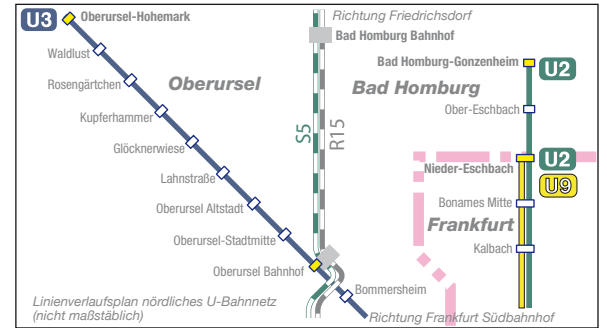 U3
Oberursel-Hohemark
Waldlust
Rosengärtchen
Kupferhammer
Glöcknerwiese
Lahnstraße
Oberursel Altstadt
Oberursel-Stadtmitte
Oberursel Bahnhof
Bommersheim
Oberursel
Richtung Friedrichsdorf
Bad Homburg Bahnhof
S5
R15
Bad Homburg
Bad Homburg-Gonzenheim
U2
Ober-Eschbach
Nieder-Eschbach
U2
U9
Bonames Mitte
Frankfurt
Kalbach
Linienverlaufsplan nördliches U-Bahnnetz
(nicht maßstäblich)
Richtung Frankfurt Südbahnhof